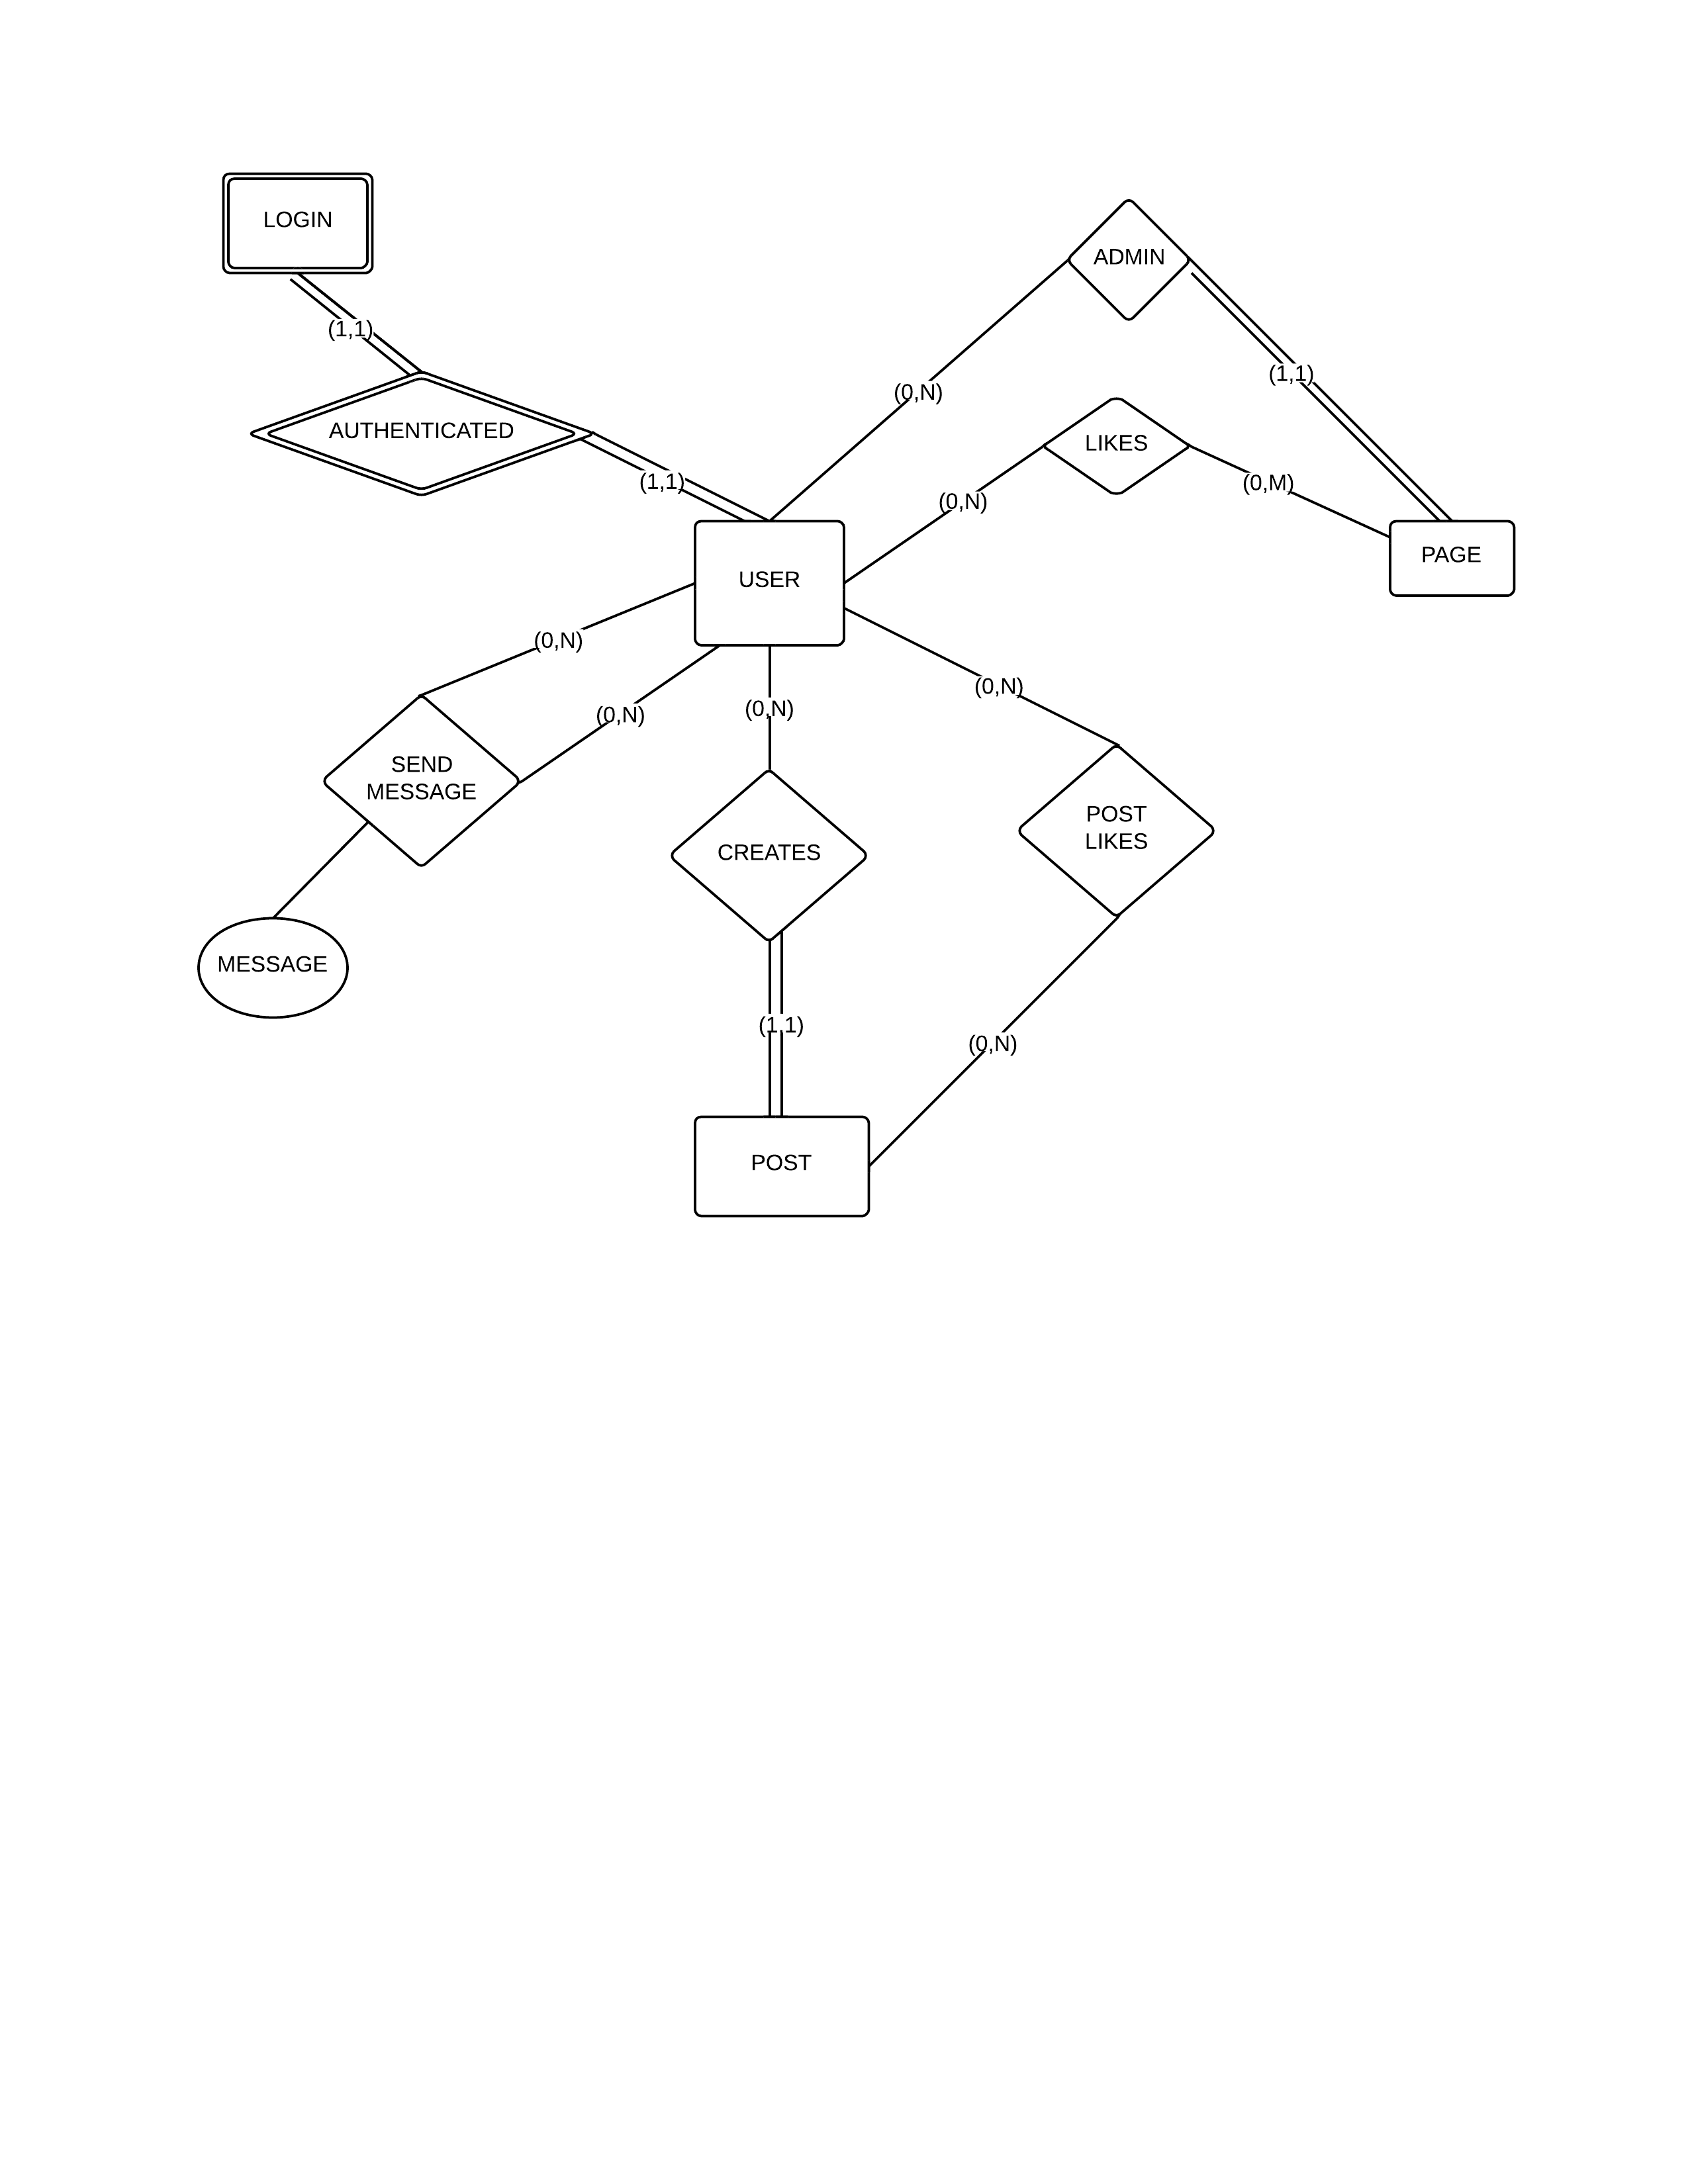 LOGIN
ADMIN
(1,1)
(1,1)
(0,N)
AUTHENTICATED
LIKES
(1,1)
(0,M)
(0,N)
PAGE
USER
(0,N)
(0,N)
(0,N)
(0,N)
SEND
MESSAGE
POST
LIKES
CREATES
MESSAGE
(1,1)
(0,N)
POST